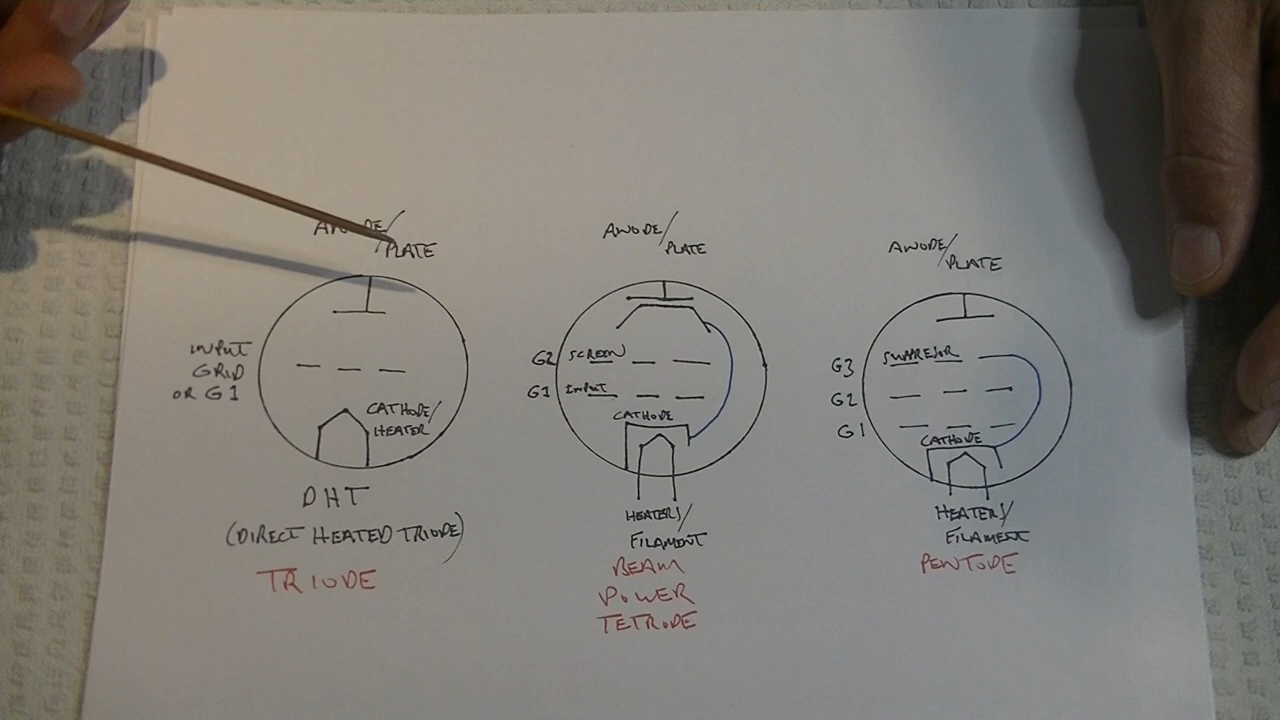 ANODE/
PLATE
INPUT
GRID
OR G1
CATHODE/
HEATER
DHT
(DIRECT HEATED TRIODE)
TRIODE
ANODE/
PLATE
G2 SCREEN
G1 INPUT
CATHODE
HEATER/
FILAMENT
BEAM
POWER
TETRODE
ANODE/
PLATE
G3 SUPPRESOR
G2
G1
CATHODE
HEATER/
FILAMENT
PENTODE